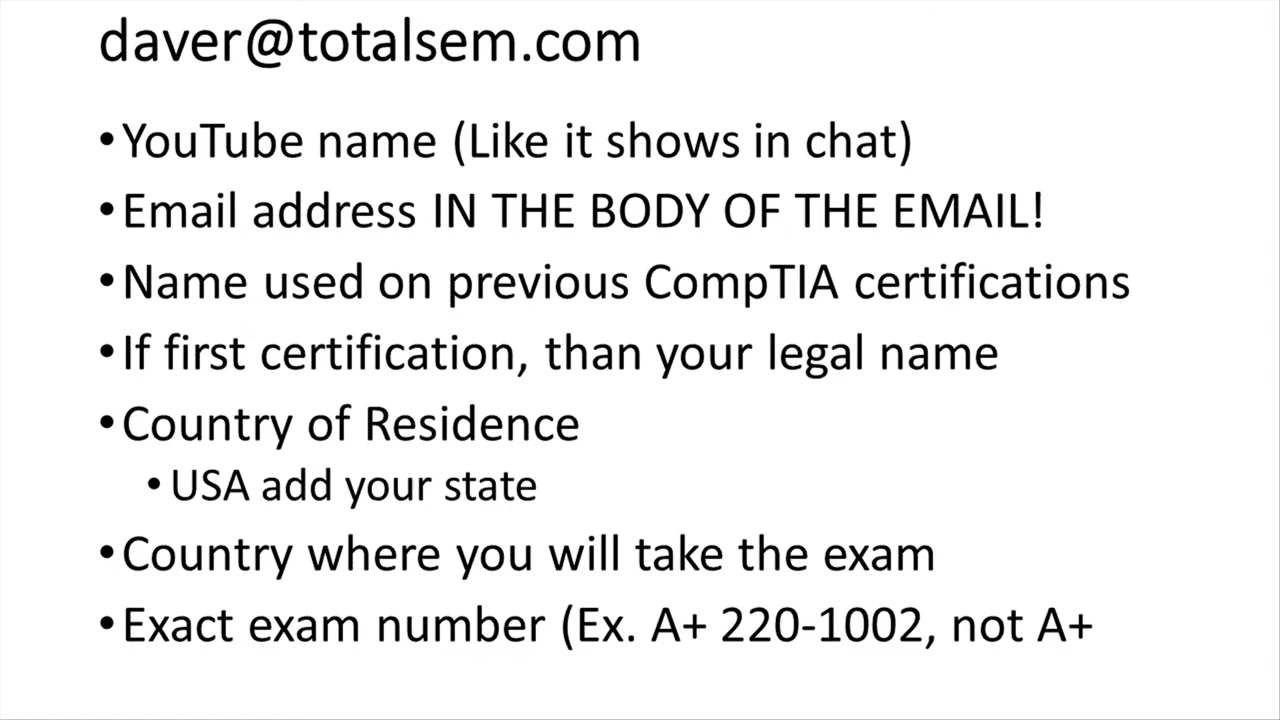 daver@totalsem.com
•YouTube name (Like it shows in chat)
•Email address IN THE BODY OF THE EMAIL!
•Name used on previous CompTIA certifications
•If first certification, than your legal name
•Country of Residence
•USA add your state
•Country where you will take the exam
•Exact exam number (Ex. A+ 220-1002, not A+